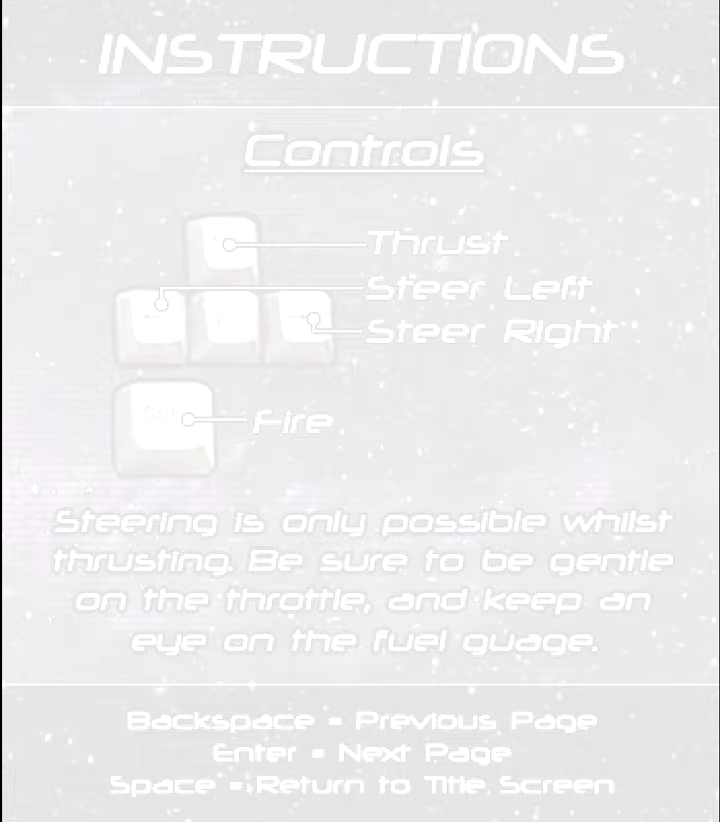 INSTRUCTIONS
Controls
Thrust
Steer Left
Steer Right
Ctrl
Fire
Steering is only possible whilst
thrusting. Be sure to be gentle
on the throttle, and keep an
eye on the fuel guage.
Backspace = Previous Page
Enter = Next Page
Space = Return to Title Screen